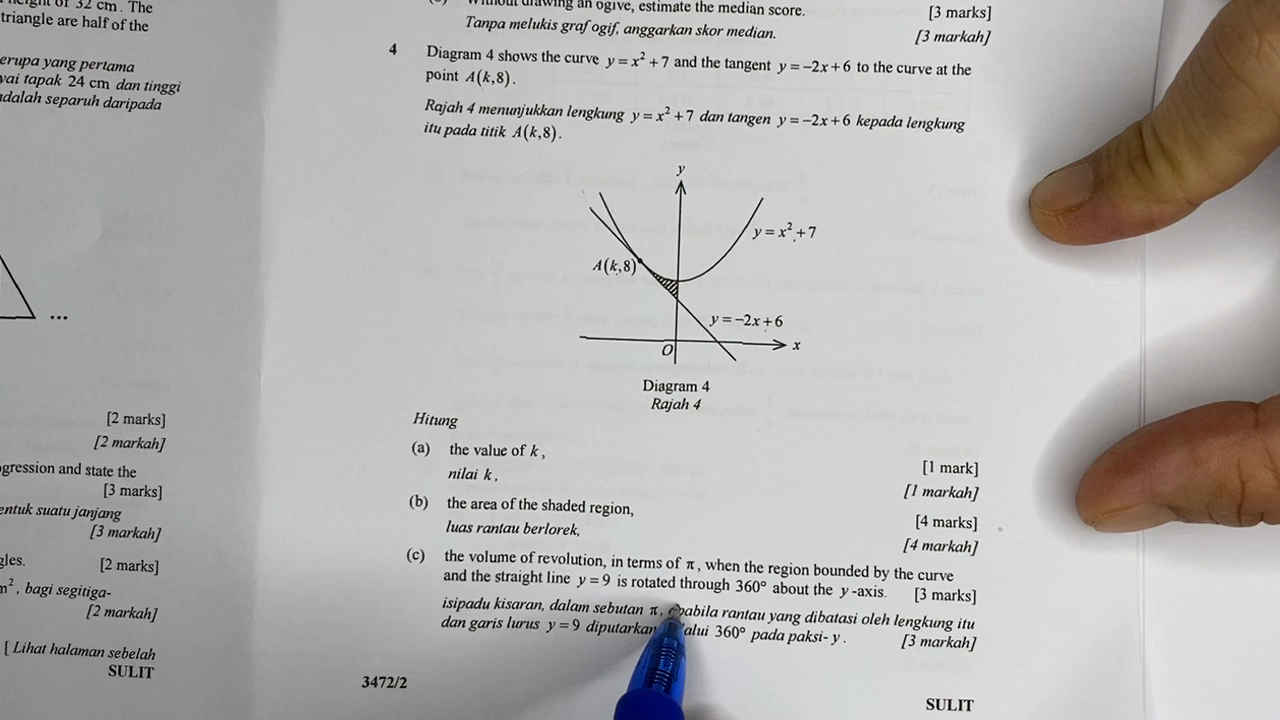 32 cm. The
triangle are half of the
erupa yang pertama
tapak 24 cm dan tinggi
adalah separuh daripada
...
[2 marks]
[2 markah]
gression and state the
[3 marks]
entuk suatu janjang
[3 markah]
gles. [2 marks]
m², bagi segitiga-
[2 markah]
[ Lihat halaman sebelah
SULIT
drawing an ogive, estimate the median score. [3 marks]
Tanpa melukis graf ogif, anggarkan skor median. [3 markah]
4 Diagram 4 shows the curve y = x² + 7 and the tangent y = −2x + 6 to the curve at the
point A(k,8).
Rajah 4 menunjukkan lengkung y = x² + 7 dan tangen y = −2x + 6 kepada lengkung
itu pada titik A(k,8).
y
y = x² + 7
A(k,8)
y = −2x + 6
O
x
Diagram 4
Rajah 4
Hitung
(a) the value of k, [1 mark]
nilai k, [1 markah]
(b) the area of the shaded region, [4 marks]
luas rantau berlorek, [4 markah]
(c) the volume of revolution, in terms of π, when the region bounded by the curve
and the straight line y = 9 is rotated through 360° about the y-axis. [3 marks]
isipadu kisaran, dalam sebutan π, apabila rantau yang dibatasi oleh lengkung itu
dan garis lurus y = 9 diputarkan alui 360° pada paksi-y. [3 markah]
3472/2
SULIT